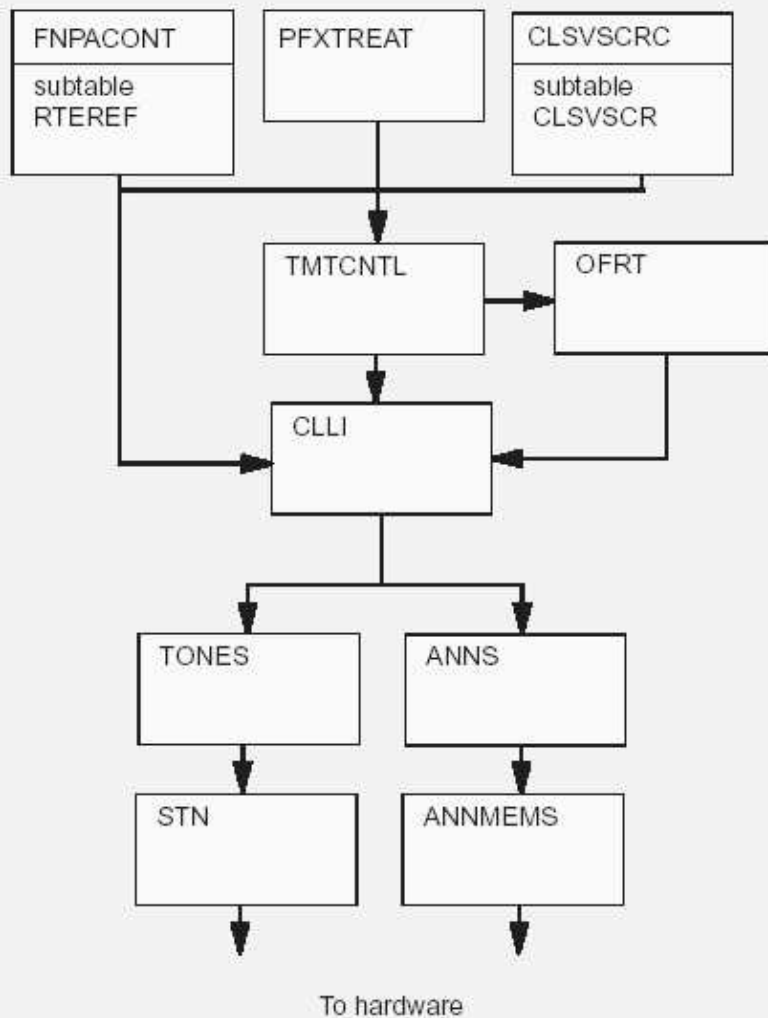 FNPACONT
subtable
RTEREF
PFXTREAT
CLSVSCRC
subtable
CLSVSCR
TMTCNTL
OFRT
CLLI
TONES
ANNS
STN
ANNMEMS
To hardware